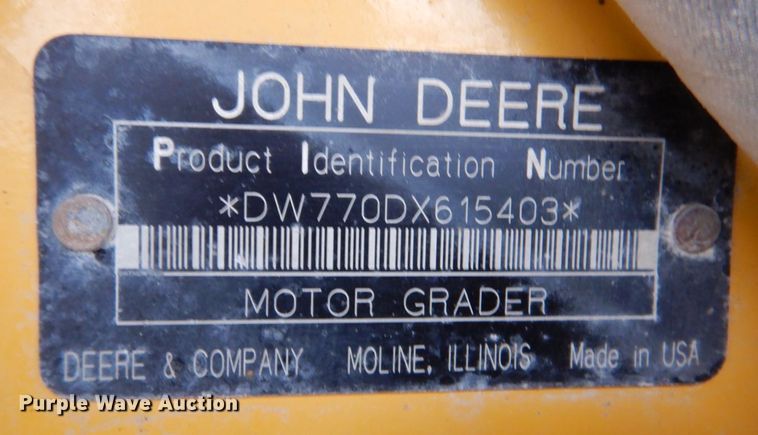 JOHN DEERE
Product Identification Number
*DW770DX615403*
MOTOR GRADER
DEERE & COMPANY MOLINE, ILLINOIS Made in USA
Purple Wave Auction